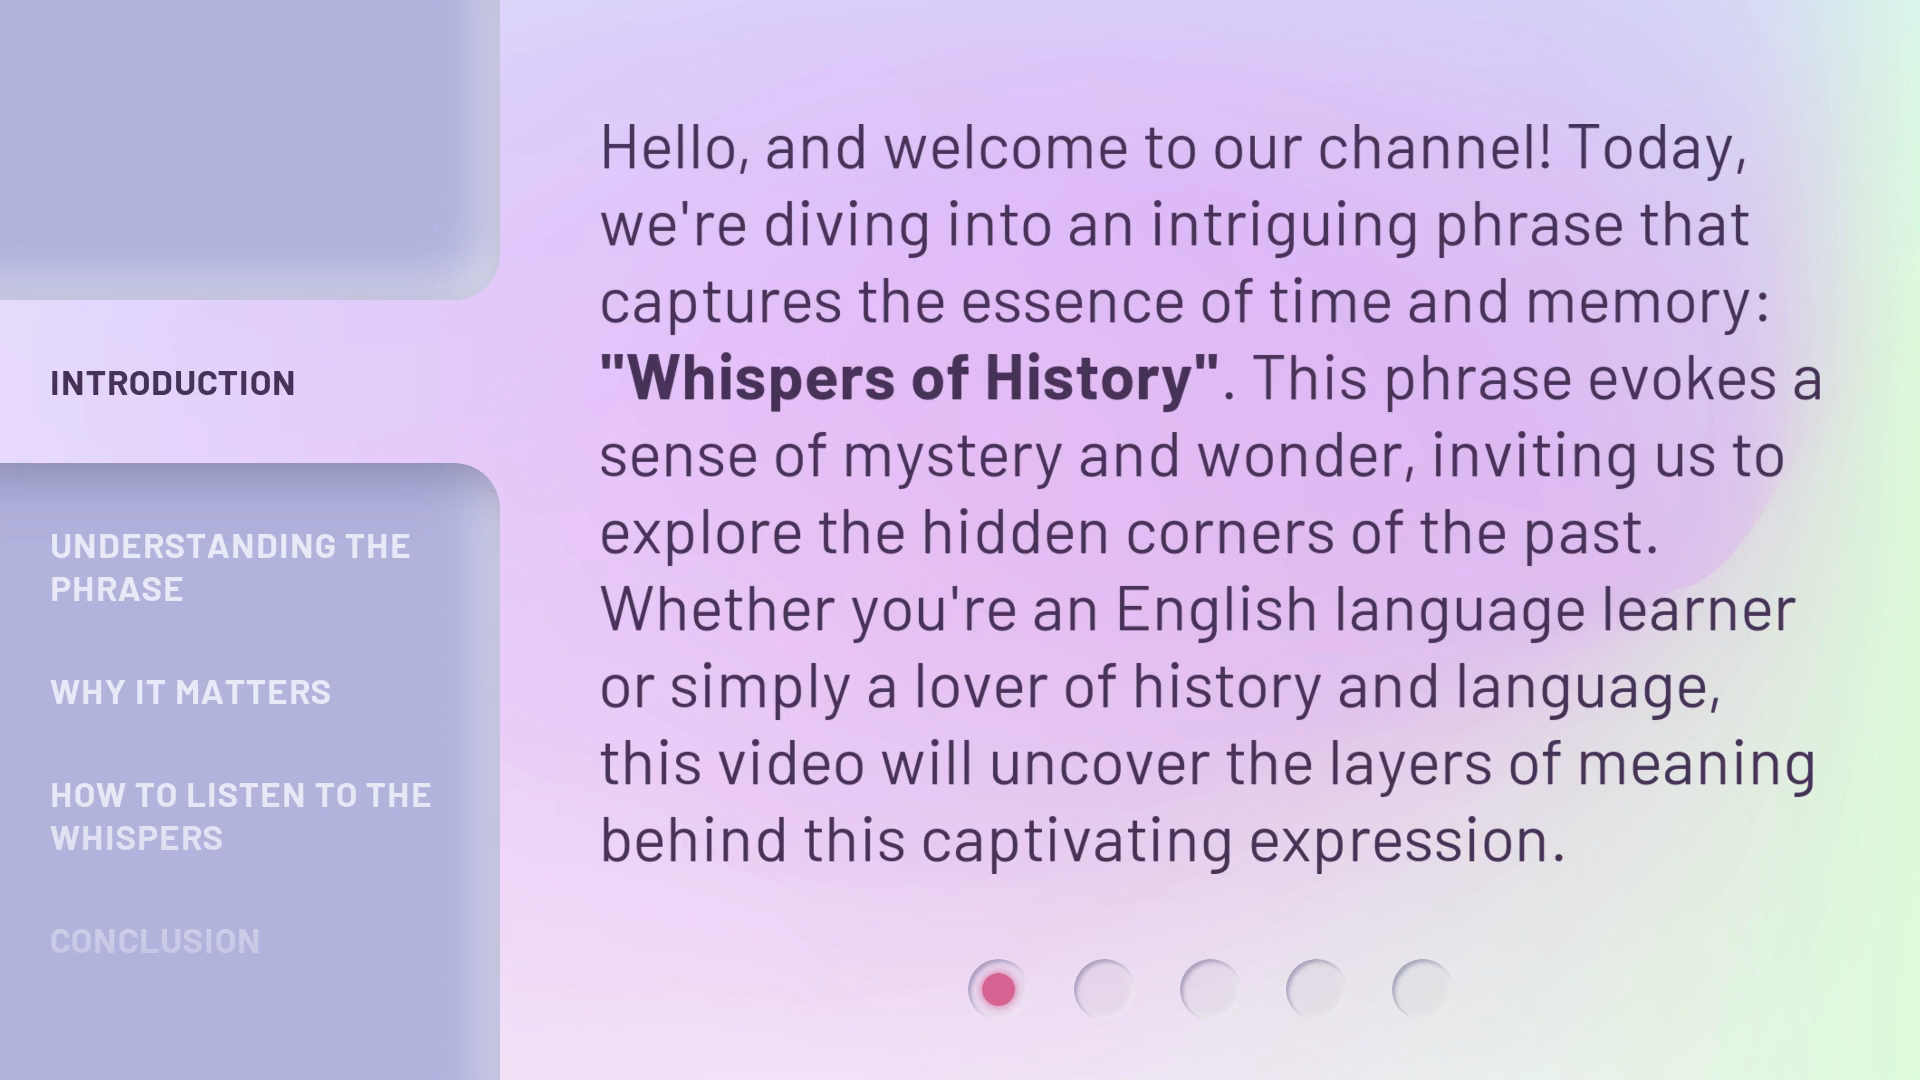 INTRODUCTION
UNDERSTANDING THE
PHRASE
WHY IT MATTERS
HOW TO LISTEN TO THE
WHISPERS
CONCLUSION
Hello, and welcome to our channel! Today,
we're diving into an intriguing phrase that
captures the essence of time and memory:
"Whispers of History". This phrase evokes a
sense of mystery and wonder, inviting us to
explore the hidden corners of the past.
Whether you're an English language learner
or simply a lover of history and language,
this video will uncover the layers of meaning
behind this captivating expression.